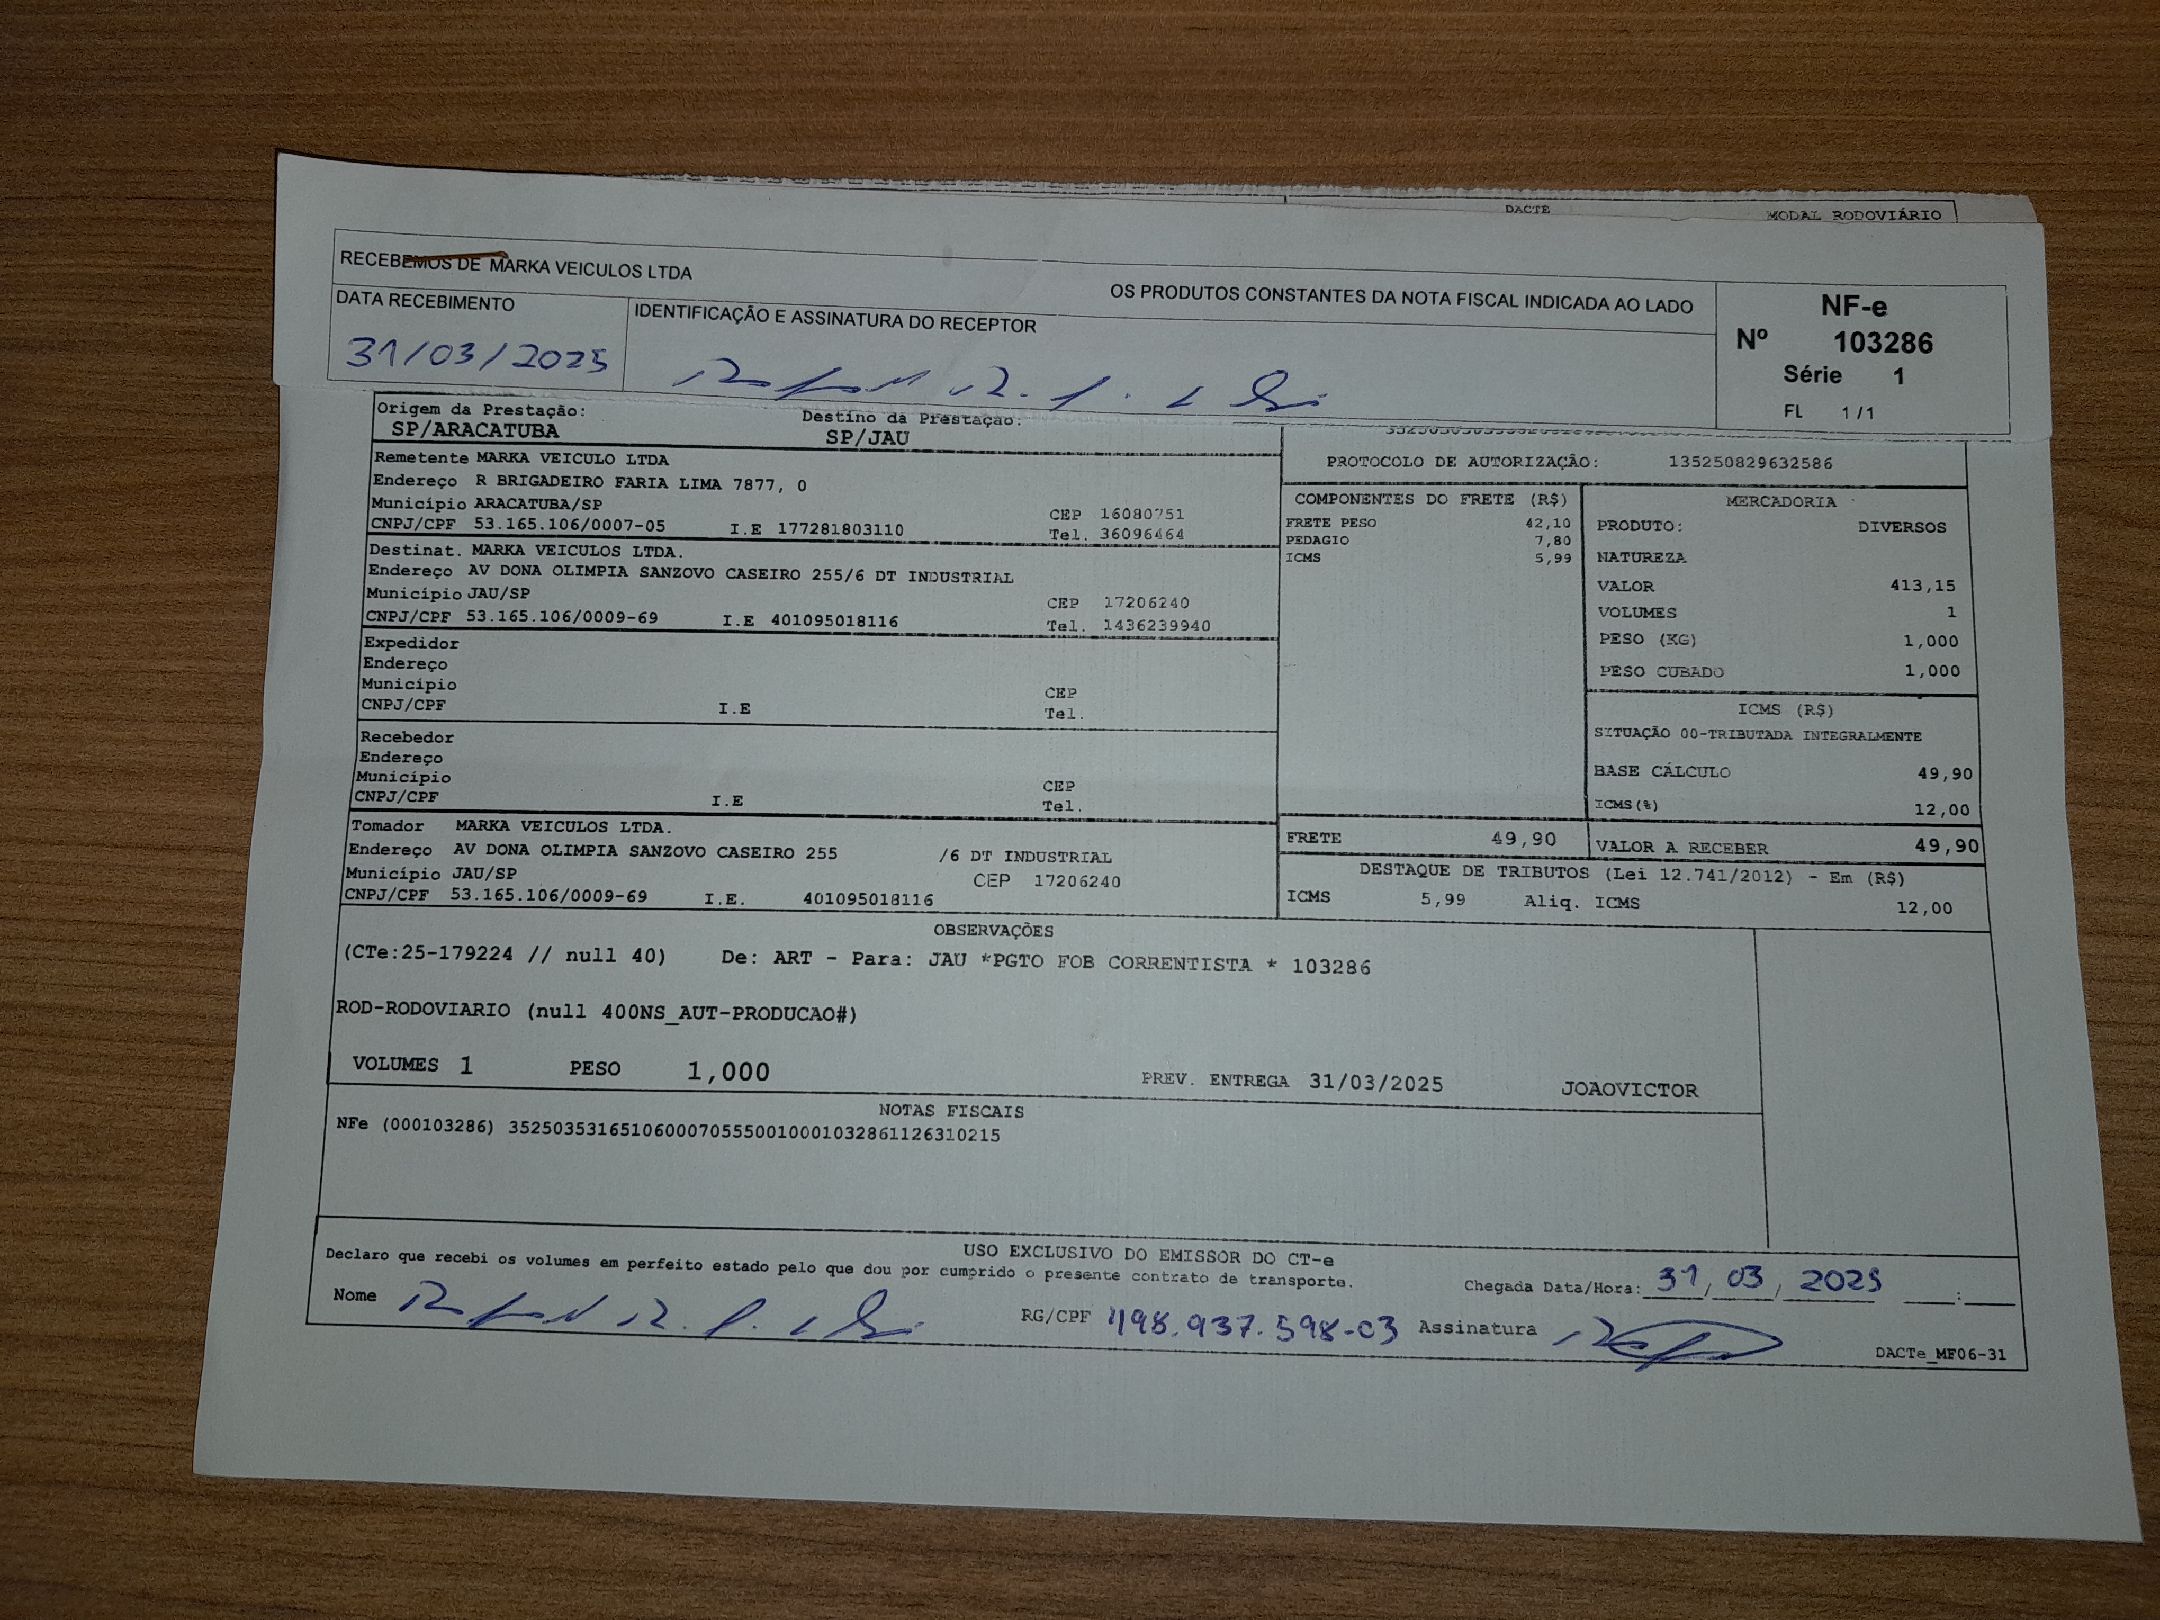 DACTE MODAL RODOVIÁRIO
RECEBEMOS DE MARKA VEICULOS LTDA
OS PRODUTOS CONSTANTES DA NOTA FISCAL INDICADA AO LADO
DATA RECEBIMENTO
31/03/2025
IDENTIFICAÇÃO E ASSINATURA DO RECEPTOR
NF-e
Nº 103286
Série 1
FL 1 / 1
Origem da Prestação: Destino da Prestação:
SP/ARACATUBA SP/JAU
Remetente MARKA VEICULO LTDA
Endereço R BRIGADEIRO FARIA LIMA 7877, 0
Município ARACATUBA/SP CEP 16080751
CNPJ/CPF 53.165.106/0007-05 I.E 177281803110 Tel. 36096464
Destinat. MARKA VEICULOS LTDA.
Endereço AV DONA OLIMPIA SANZOVO CASEIRO 255/6 DT INDUSTRIAL
Município JAU/SP CEP 17206240
CNPJ/CPF 53.165.106/0009-69 I.E 401095018116 Tel. 1436239940
Expedidor
Endereço
Município CEP
CNPJ/CPF I.E Tel.
Recebedor
Endereço
Município CEP
CNPJ/CPF I.E Tel.
Tomador MARKA VEICULOS LTDA.
Endereço AV DONA OLIMPIA SANZOVO CASEIRO 255 /6 DT INDUSTRIAL
Município JAU/SP CEP 17206240
CNPJ/CPF 53.165.106/0009-69 I.E. 401095018116
PROTOCOLO DE AUTORIZAÇÃO: 135250829632586
COMPONENTES DO FRETE (R$)
FRETE PESO 42,10
PEDAGIO 7,80
ICMS 5,99
MERCADORIA
PRODUTO: DIVERSOS
NATUREZA
VALOR 413,15
VOLUMES 1
PESO (KG) 1,000
PESO CUBADO 1,000
ICMS (R$)
SITUAÇÃO 00-TRIBUTADA INTEGRALMENTE
BASE CÁLCULO 49,90
ICMS(%) 12,00
FRETE 49,90 VALOR A RECEBER 49,90
DESTAQUE DE TRIBUTOS (Lei 12.741/2012) - Em (R$)
ICMS 5,99 Aliq. ICMS 12,00
OBSERVAÇÕES
(CTe:25-179224 // null 40) De: ART - Para: JAU *PGTO FOB CORRENTISTA * 103286
ROD-RODOVIARIO (null 400NS_AUT-PRODUCAO#)
VOLUMES 1 PESO 1,000 PREV. ENTREGA 31/03/2025 JOAOVICTOR
NOTAS FISCAIS
NFe (000103286) 35250353165106000705550010001032861126310215
USO EXCLUSIVO DO EMISSOR DO CT-e
Declaro que recebi os volumes em perfeito estado pelo que dou por cumprido o presente contrato de transporte.
Chegada Data/Hora: 31/03/2025 :
Nome RG/CPF 498.937.598-03 Assinatura
DACTe_MF06-31